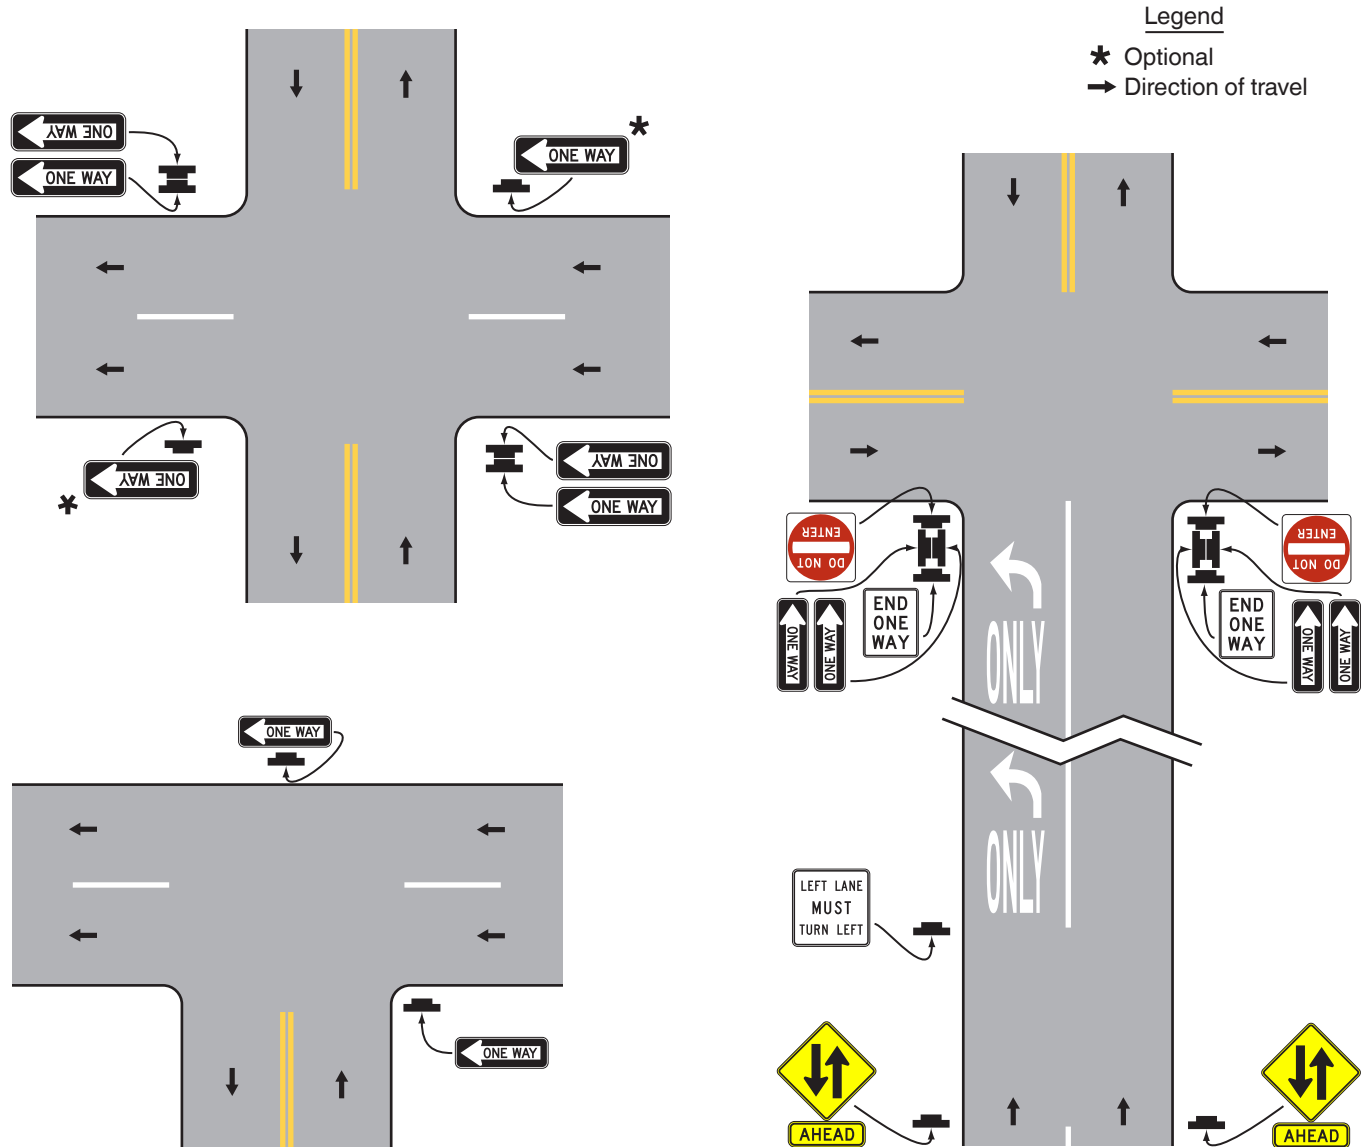 Legend
* Optional
Direction of travel
ONE WAY
ONE WAY
ONE WAY
*
ONE WAY
*
ONE WAY
ONE WAY
ONE WAY
ONE WAY
DO NOT
ENTER
ONE WAY
ONE WAY
END
ONE
WAY
ONLY
DO NOT
ENTER
END
ONE
WAY
ONE WAY
ONE WAY
ONLY
LEFT LANE
MUST
TURN LEFT
AHEAD
AHEAD